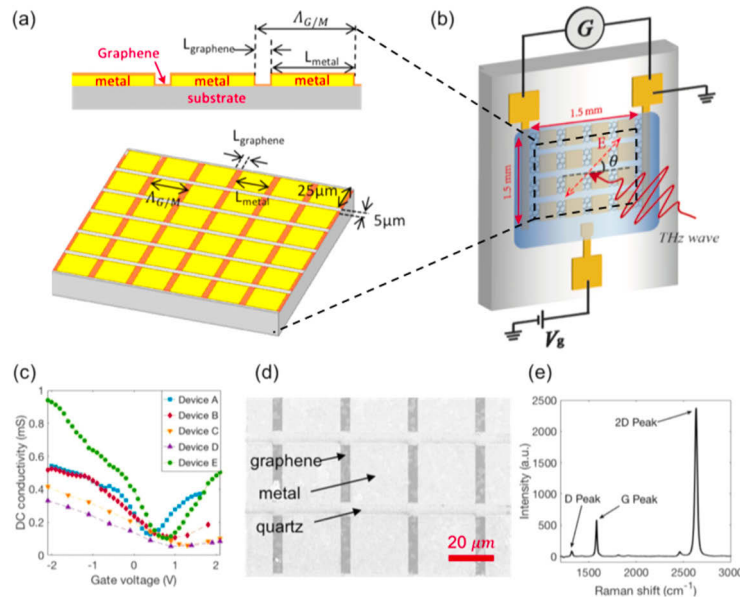 (a)
Λ_G/M
L_graphene
L_metal
Graphene
metal metal metal
substrate
L_graphene
Λ_G/M
L_metal
25μm
5μm
(b)
G
1.5 mm
1.5 mm
E
θ
THz wave
V_g
(c)
DC conductivity (mS)
1
0.8
0.6
0.4
0.2
0
-2 -1 0 1 2
Gate voltage (V)
Device A
Device B
Device C
Device D
Device E
(d)
graphene
metal
quartz
20 μm
(e)
Intensity (a.u.)
2500
2000
1500
1000
500
0
1500 2000 2500 3000
Raman shift (cm⁻¹)
2D Peak
D Peak
G Peak